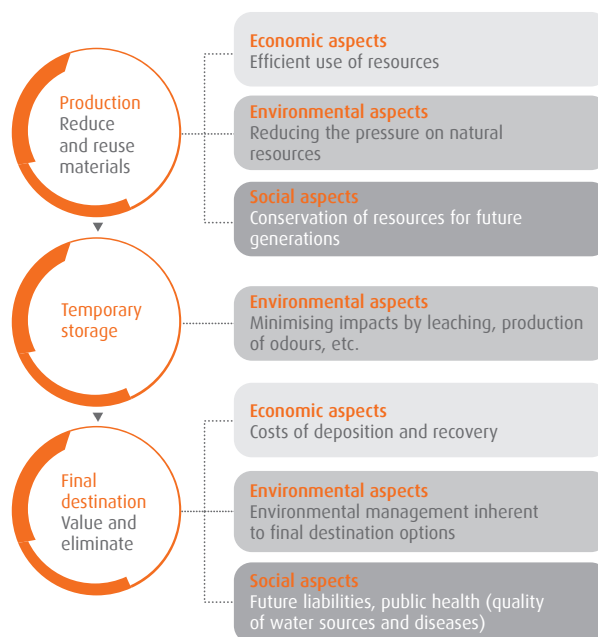 Production
Reduce
and reuse
materials
Economic aspects
Efficient use of resources
Environmental aspects
Reducing the pressure on natural
resources
Social aspects
Conservation of resources for future
generations
Temporary
storage
Environmental aspects
Minimising impacts by leaching, production
of odours, etc.
Final
destination
Value and
eliminate
Economic aspects
Costs of deposition and recovery
Environmental aspects
Environmental management inherent
to final destination options
Social aspects
Future liabilities, public health (quality
of water sources and diseases)